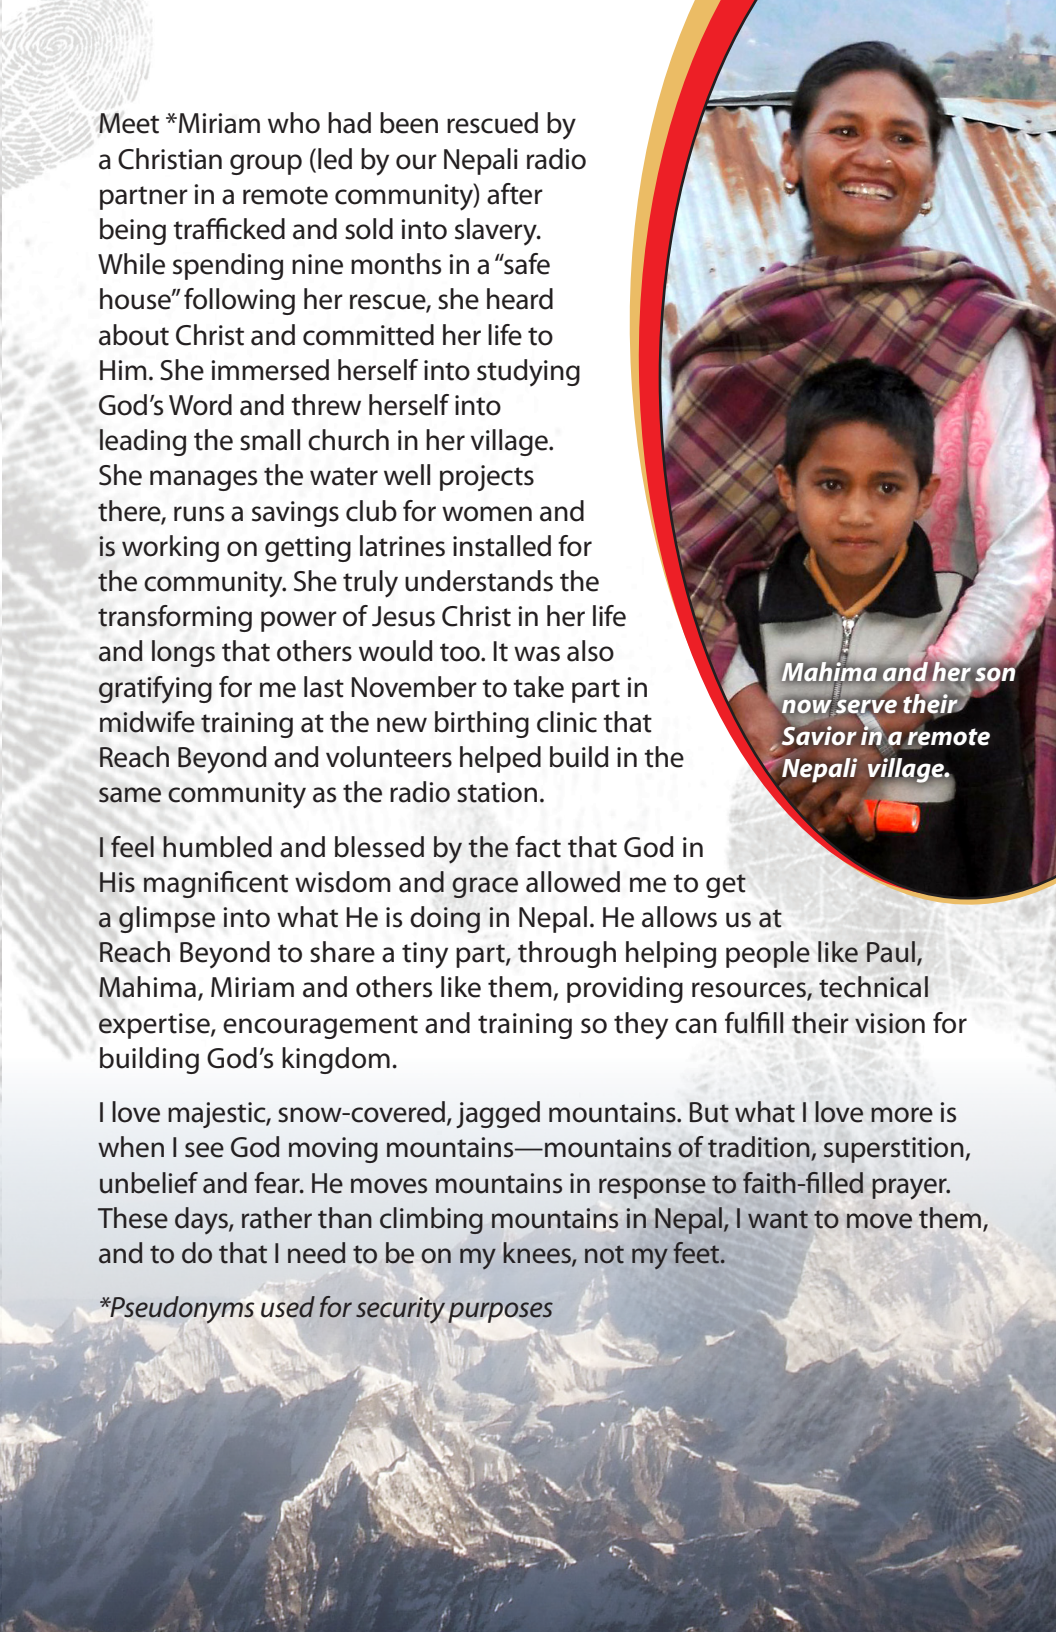 Meet *Miriam who had been rescued by
a Christian group (led by our Nepali radio
partner in a remote community) after
being trafficked and sold into slavery.
While spending nine months in a “safe
house” following her rescue, she heard
about Christ and committed her life to
Him. She immersed herself into studying
God’s Word and threw herself into
leading the small church in her village.
She manages the water well projects
there, runs a savings club for women and
is working on getting latrines installed for
the community. She truly understands the
transforming power of Jesus Christ in her life
and longs that others would too. It was also
gratifying for me last November to take part in
midwife training at the new birthing clinic that
Reach Beyond and volunteers helped build in the
same community as the radio station.
Mahima and her son
now serve their
Savior in a remote
Nepali village.
I feel humbled and blessed by the fact that God in
His magnificent wisdom and grace allowed me to get
a glimpse into what He is doing in Nepal. He allows us at
Reach Beyond to share a tiny part, through helping people like Paul,
Mahima, Miriam and others like them, providing resources, technical
expertise, encouragement and training so they can fulfill their vision for
building God’s kingdom.
I love majestic, snow-covered, jagged mountains. But what I love more is
when I see God moving mountains—mountains of tradition, superstition,
unbelief and fear. He moves mountains in response to faith-filled prayer.
These days, rather than climbing mountains in Nepal, I want to move them,
and to do that I need to be on my knees, not my feet.
*Pseudonyms used for security purposes